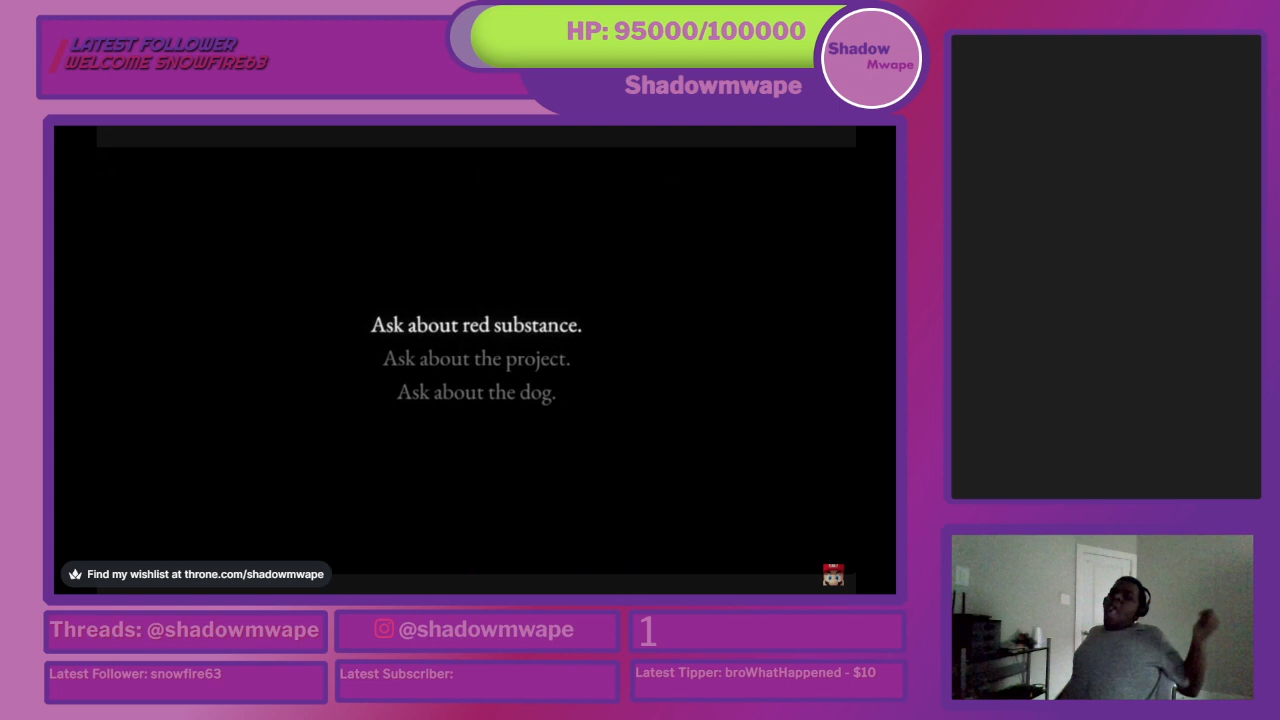 LATEST FOLLOWER
WELCOME SNOWFIRE63
HP: 95000/100000
Shadowmwape
Shadow
Mwape
Ask about red substance.
Ask about the project.
Ask about the dog.
Find my wishlist at throne.com/shadowmwape
Threads: @shadowmwape
@shadowmwape
1
Latest Follower: snowfire63
Latest Subscriber:
Latest Tipper: broWhatHappened - $10